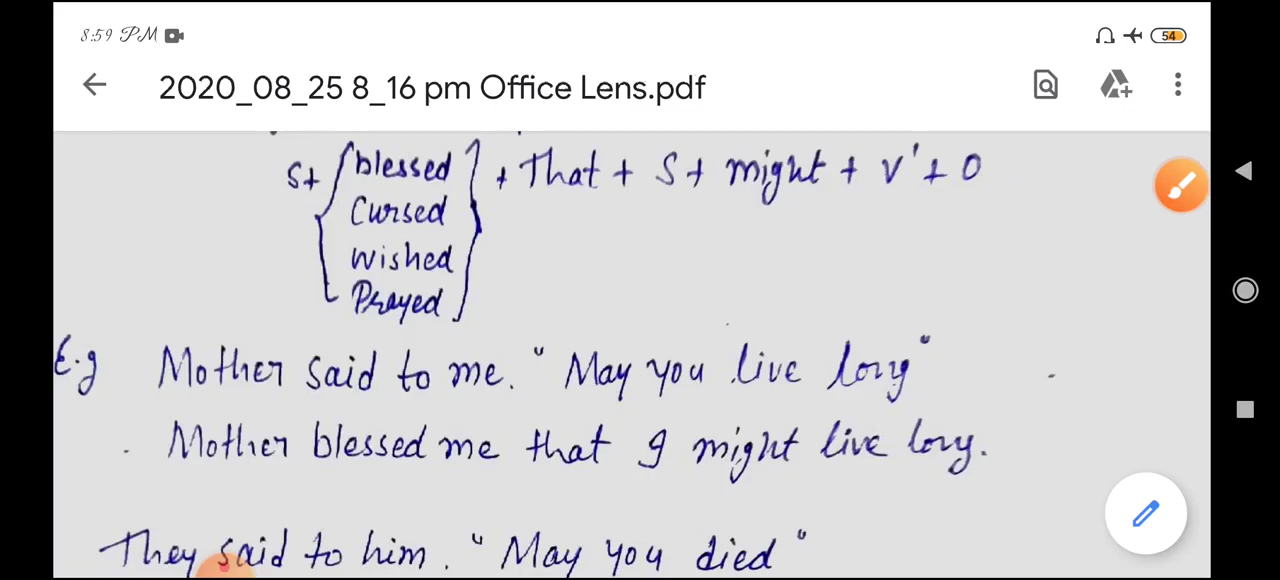 8:59 PM
54
2020_08_25 8_16 pm Office Lens.pdf
S+ { blessed } + That + S + might + V' + O
Cursed
Wished
Prayed
E.g Mother said to me. "May you live long"
Mother blessed me that I might live long.
They said to him. "May you died"